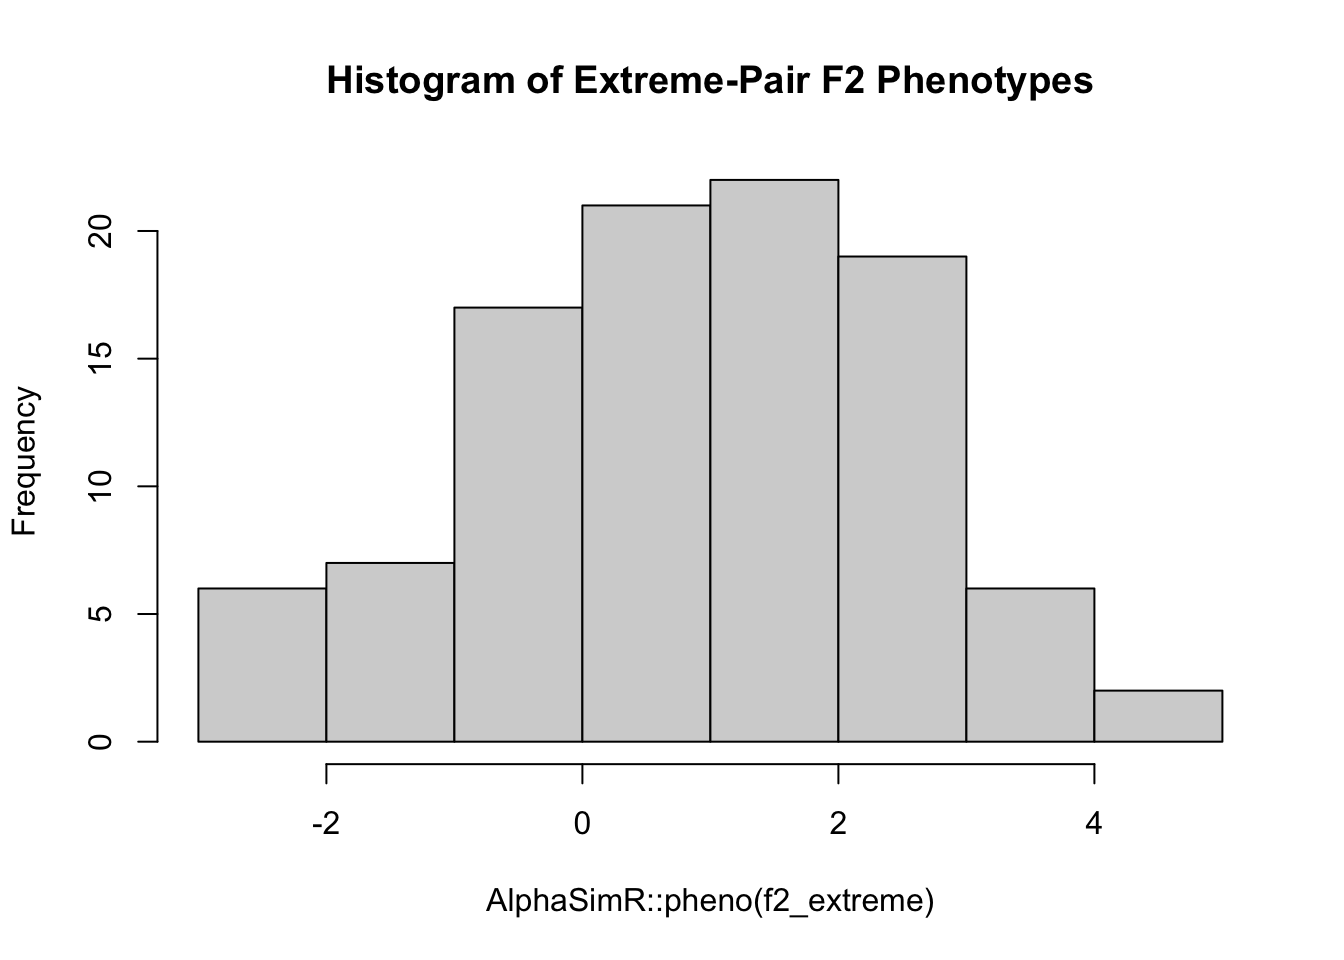 Histogram of Extreme-Pair F2 Phenotypes
Frequency
20
15
10
5
0
-2 0 2 4
AlphaSimR::pheno(f2_extreme)